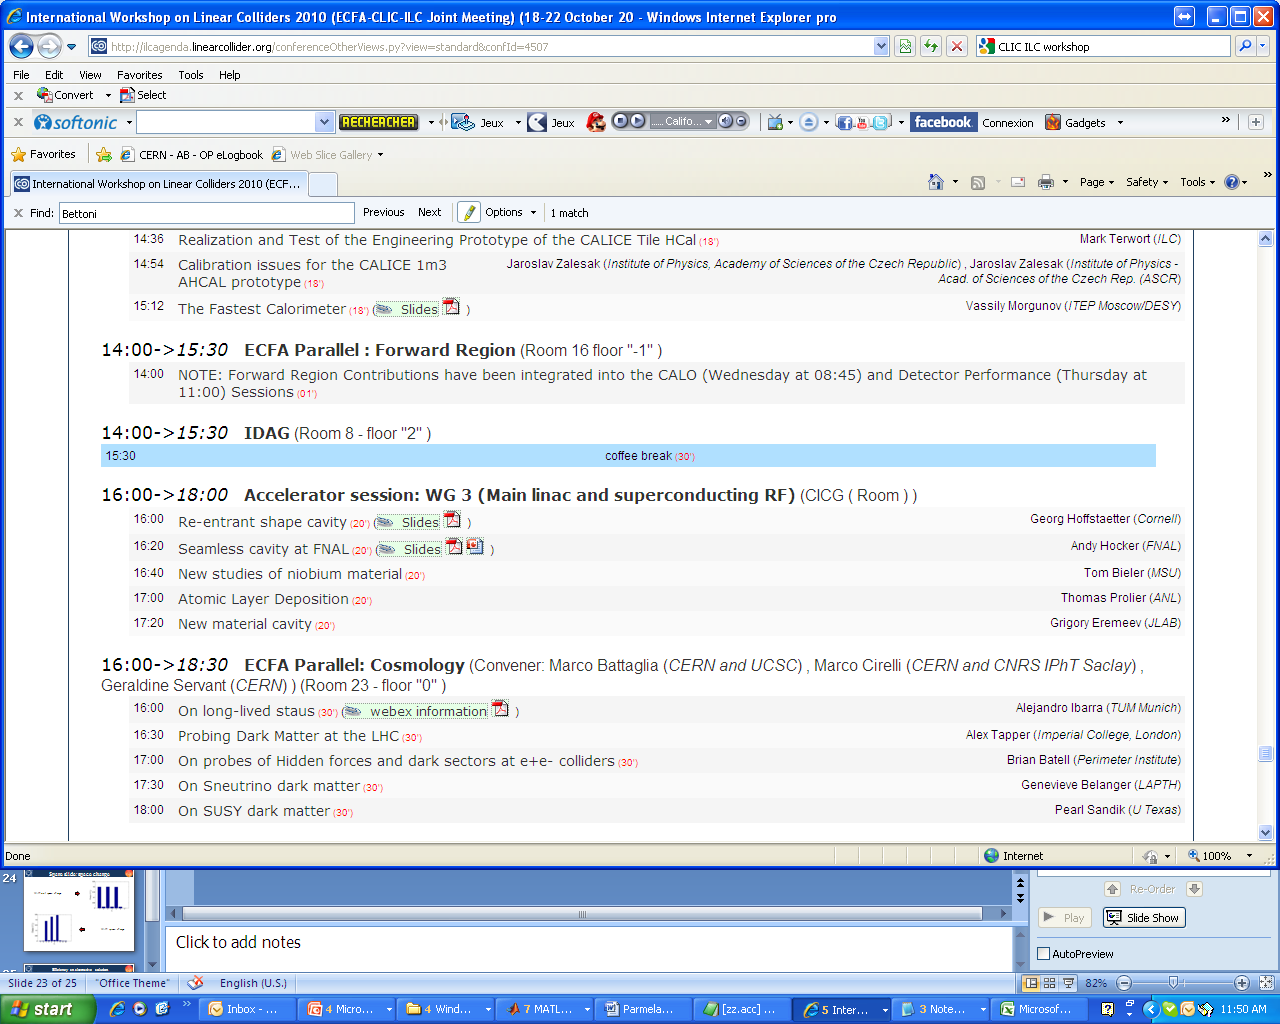 International Workshop on Linear Colliders 2010 (ECFA-CLIC-ILC Joint Meeting) (18-22 October 20 - Windows Internet Explorer pro
http://ilcagenda.linearcollider.org/conferenceOtherViews.py?view=standard&confId=4507
CLIC ILC workshop
File Edit View Favorites Tools Help
x Convert Select
x softonic RECHERCHER Jeux Jeux ..... Califo... facebook Connexion Gadgets »
Favorites CERN - AB - OP eLogbook Web Slice Gallery
International Workshop on Linear Colliders 2010 (ECF... Page Safety Tools »
x Find: Bettoni Previous Next Options 1 match
14:36 Realization and Test of the Engineering Prototype of the CALICE Tile HCal (18') Mark Terwort (ILC)
14:54 Calibration issues for the CALICE 1m3 Jaroslav Zalesak (Institute of Physics, Academy of Sciences of the Czech Republic) , Jaroslav Zalesak (Institute of Physics -
AHCAL prototype (18') Acad. of Sciences of the Czech Rep. (ASCR)
15:12 The Fastest Calorimeter (18') ( Slides ) Vassily Morgunov (ITEP Moscow/DESY)
14:00->15:30 ECFA Parallel : Forward Region (Room 16 floor "-1" )
14:00 NOTE: Forward Region Contributions have been integrated into the CALO (Wednesday at 08:45) and Detector Performance (Thursday at
11:00) Sessions (01')
14:00->15:30 IDAG (Room 8 - floor "2" )
15:30 coffee break (30')
16:00->18:00 Accelerator session: WG 3 (Main linac and superconducting RF) (CICG ( Room ) )
16:00 Re-entrant shape cavity (20') ( Slides ) Georg Hoffstaetter (Cornell)
16:20 Seamless cavity at FNAL (20') ( Slides ) Andy Hocker (FNAL)
16:40 New studies of niobium material (20') Tom Bieler (MSU)
17:00 Atomic Layer Deposition (20') Thomas Prolier (ANL)
17:20 New material cavity (20') Grigory Eremeev (JLAB)
16:00->18:30 ECFA Parallel: Cosmology (Convener: Marco Battaglia (CERN and UCSC) , Marco Cirelli (CERN and CNRS IPhT Saclay) ,
Geraldine Servant (CERN) ) (Room 23 - floor "0" )
16:00 On long-lived staus (30') ( webex information ) Alejandro Ibarra (TUM Munich)
16:30 Probing Dark Matter at the LHC (30') Alex Tapper (Imperial College, London)
17:00 On probes of Hidden forces and dark sectors at e+e- colliders (30') Brian Batell (Perimeter Institute)
17:30 On Sneutrino dark matter (30') Genevieve Belanger (LAPTH)
18:00 On SUSY dark matter (30') Pearl Sandik (U Texas)
Done Internet 100%
24 Re-Order
Play Slide Show
Click to add notes
AutoPreview
Slide 23 of 25 "Office Theme" English (U.S.) 82%
start » Inbox - ... 4 Micro... 4 Wind... 7 MATL... Parmela... [zz.acc] ... 5 Inter... 3 Note... Microsof... 11:50 AM